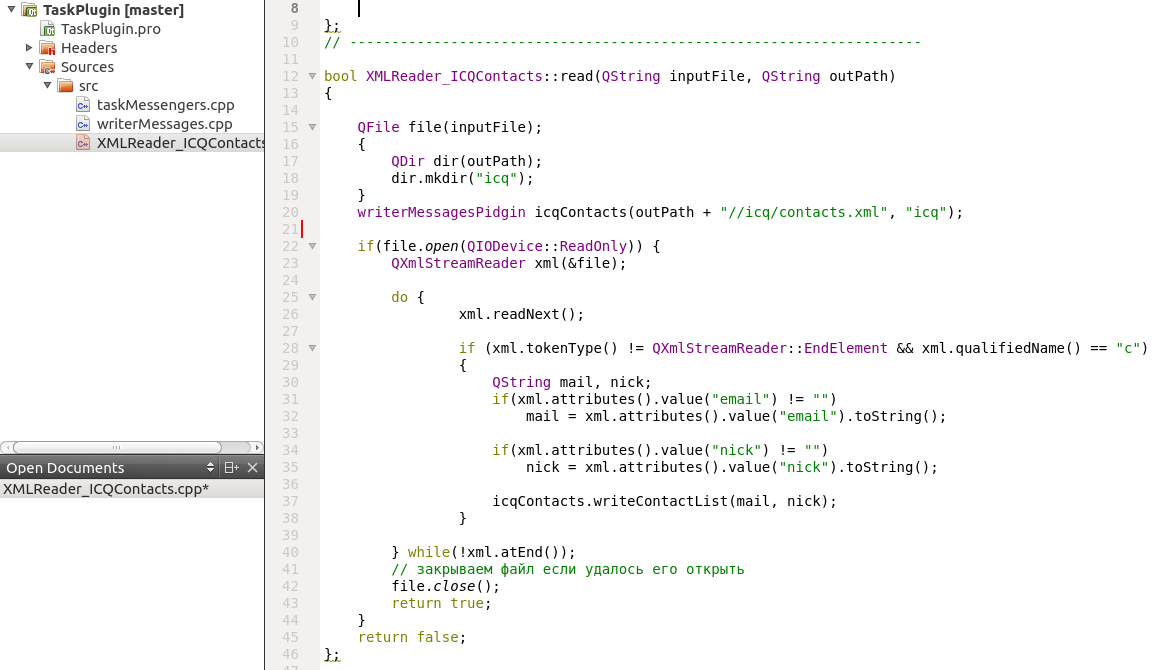 TaskPlugin [master]
TaskPlugin.pro
Headers
Sources
src
taskMessengers.cpp
writerMessages.cpp
XMLReader_ICQContacts
Open Documents
XMLReader_ICQContacts.cpp*
8
9 };
10 // --------------------------------------------------------------------
11
12 bool XMLReader_ICQContacts::read(QString inputFile, QString outPath)
13 {
14
15 QFile file(inputFile);
16 {
17 QDir dir(outPath);
18 dir.mkdir("icq");
19 }
20 writerMessagesPidgin icqContacts(outPath + "//icq/contacts.xml", "icq");
21
22 if(file.open(QIODevice::ReadOnly)) {
23 QXmlStreamReader xml(&file);
24
25 do {
26 xml.readNext();
27
28 if (xml.tokenType() != QXmlStreamReader::EndElement && xml.qualifiedName() == "c")
29 {
30 QString mail, nick;
31 if(xml.attributes().value("email") != "")
32 mail = xml.attributes().value("email").toString();
33
34 if(xml.attributes().value("nick") != "")
35 nick = xml.attributes().value("nick").toString();
36
37 icqContacts.writeContactList(mail, nick);
38 }
39
40 } while(!xml.atEnd());
41 // закрываем файл если удалось его открыть
42 file.close();
43 return true;
44 }
45 return false;
46 };